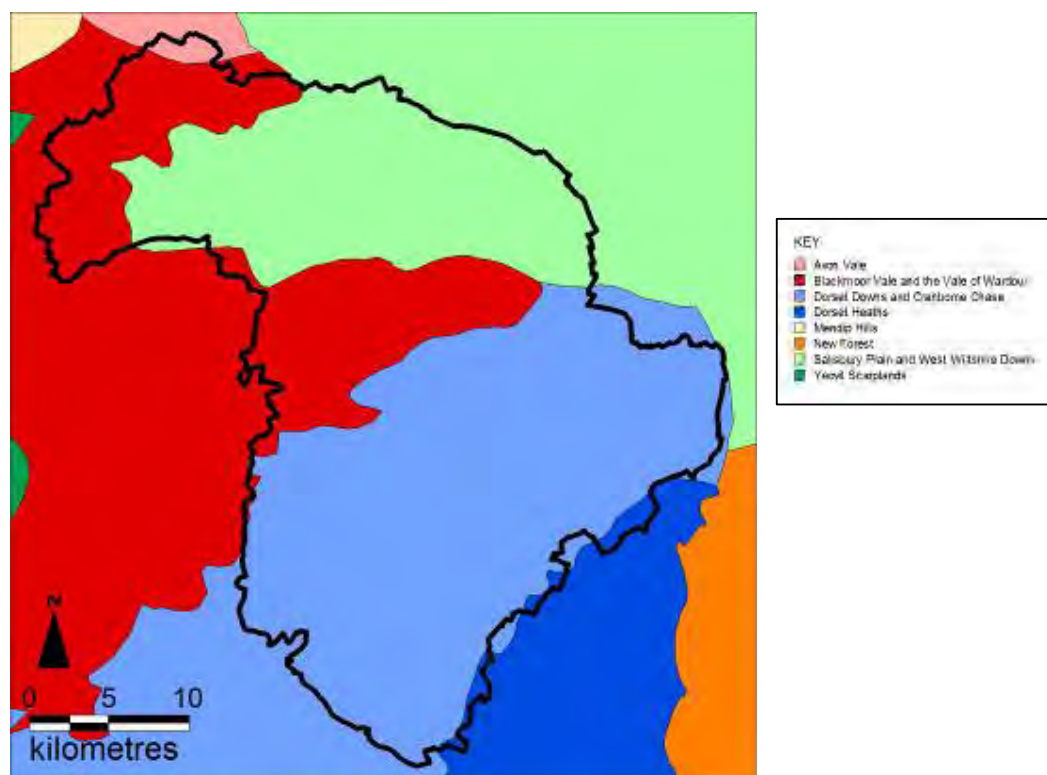 KEY
Avon Vale
Blackmoor Vale and the Vale of Wardour
Dorset Downs and Cranborne Chase
Dorset Heaths
Mendip Hills
New Forest
Salisbury Plain and West Wiltshire Down
Yeovil Scarplands
N
0 5 10
kilometres